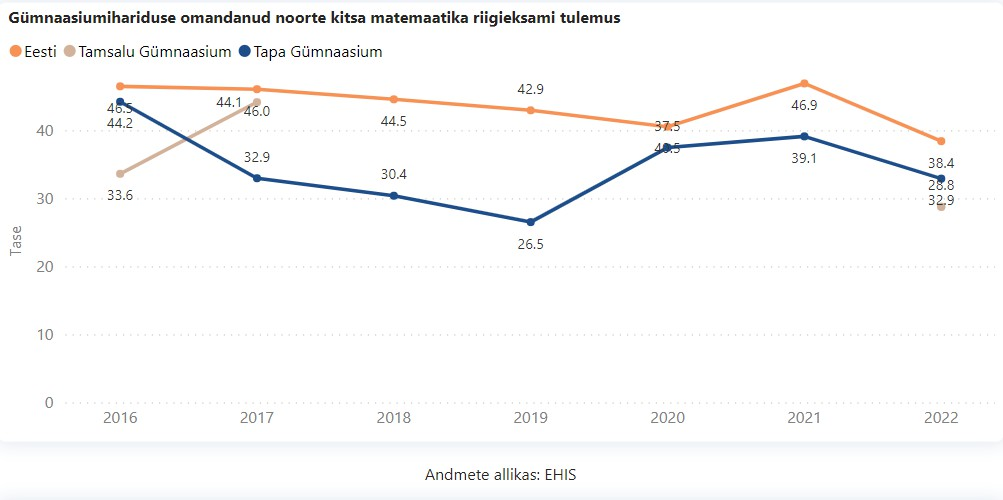 Gümnaasiumihariduse omandanud noorte kitsa matemaatika riigieksami tulemus
Eesti Tamsalu Gümnaasium Tapa Gümnaasium
42.9
46.5 44.1 46.0 46.9
44.2 44.5 37.5
40
40.5
32.9 39.1
38.4
30.4 28.8
33.6 32.9
30
26.5
Tase
20
10
0
2016 2017 2018 2019 2020 2021 2022
Andmete allikas: EHIS